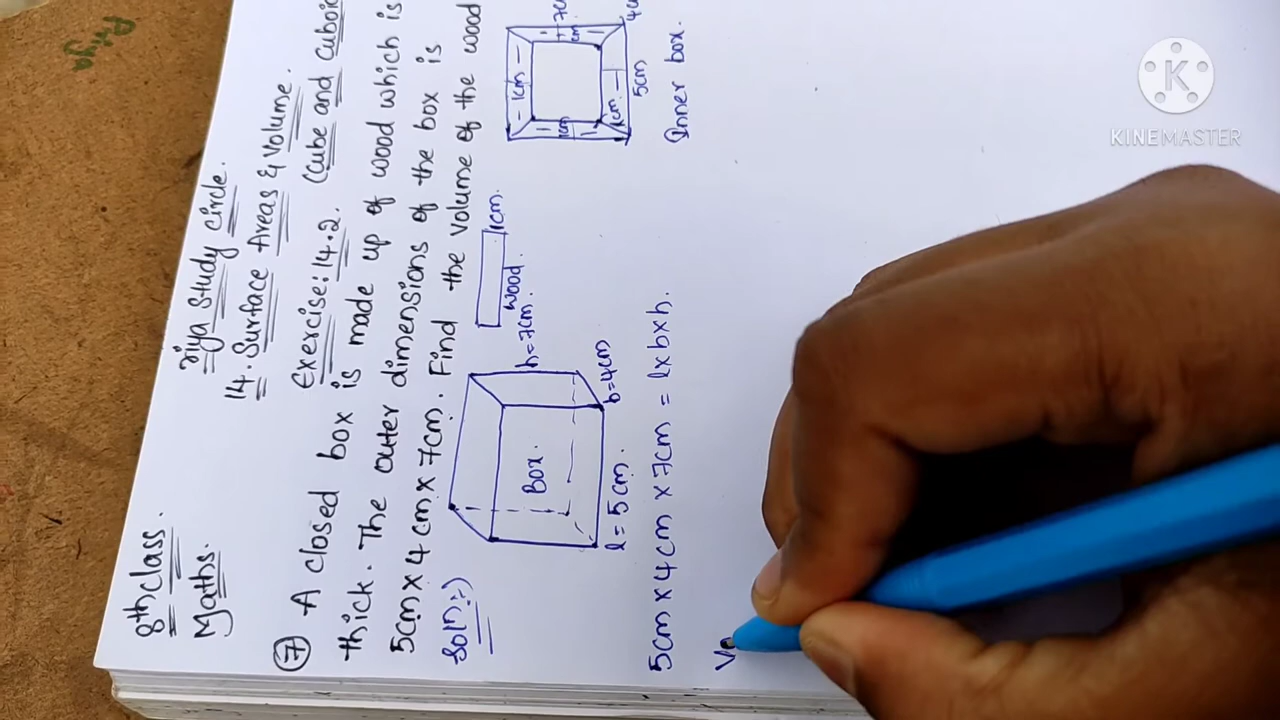 8th class.
Maths.
riya study circle.
14. Surface Areas & Volume.
Exercise: 14.2. (Cube and Cuboid
7 A closed box is made up of wood which is
thick. The outer dimensions of the box is
5cm x 4cm x 7cm. Find the volume of the wood
Soln:-)
Box.
l = 5cm.
b=4cm
h=7cm.
wood.
1cm.
1cm
1cm
1cm.
5cm
Inner box.
5cm x 4cm x 7cm = l x b x h.
Priya
K
KINEMASTER